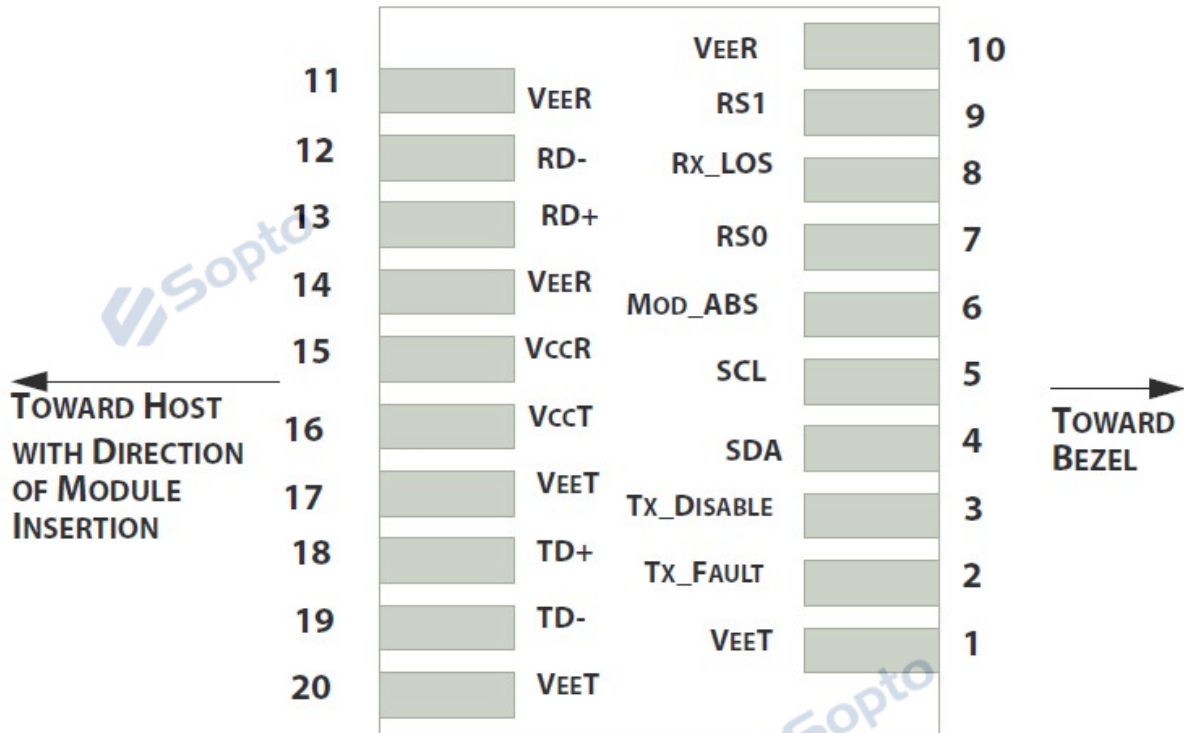 11 VEER
12 RD-
13 RD+
14 VEER
15 VCCR
16 VCCT
17 VEET
18 TD+
19 TD-
20 VEET
VEER 10
RS1 9
RX_LOS 8
RS0 7
MOD_ABS 6
SCL 5
SDA 4
TX_DISABLE 3
TX_FAULT 2
VEET 1
TOWARD HOST
WITH DIRECTION
OF MODULE
INSERTION
TOWARD
BEZEL
Sopto
Sopto